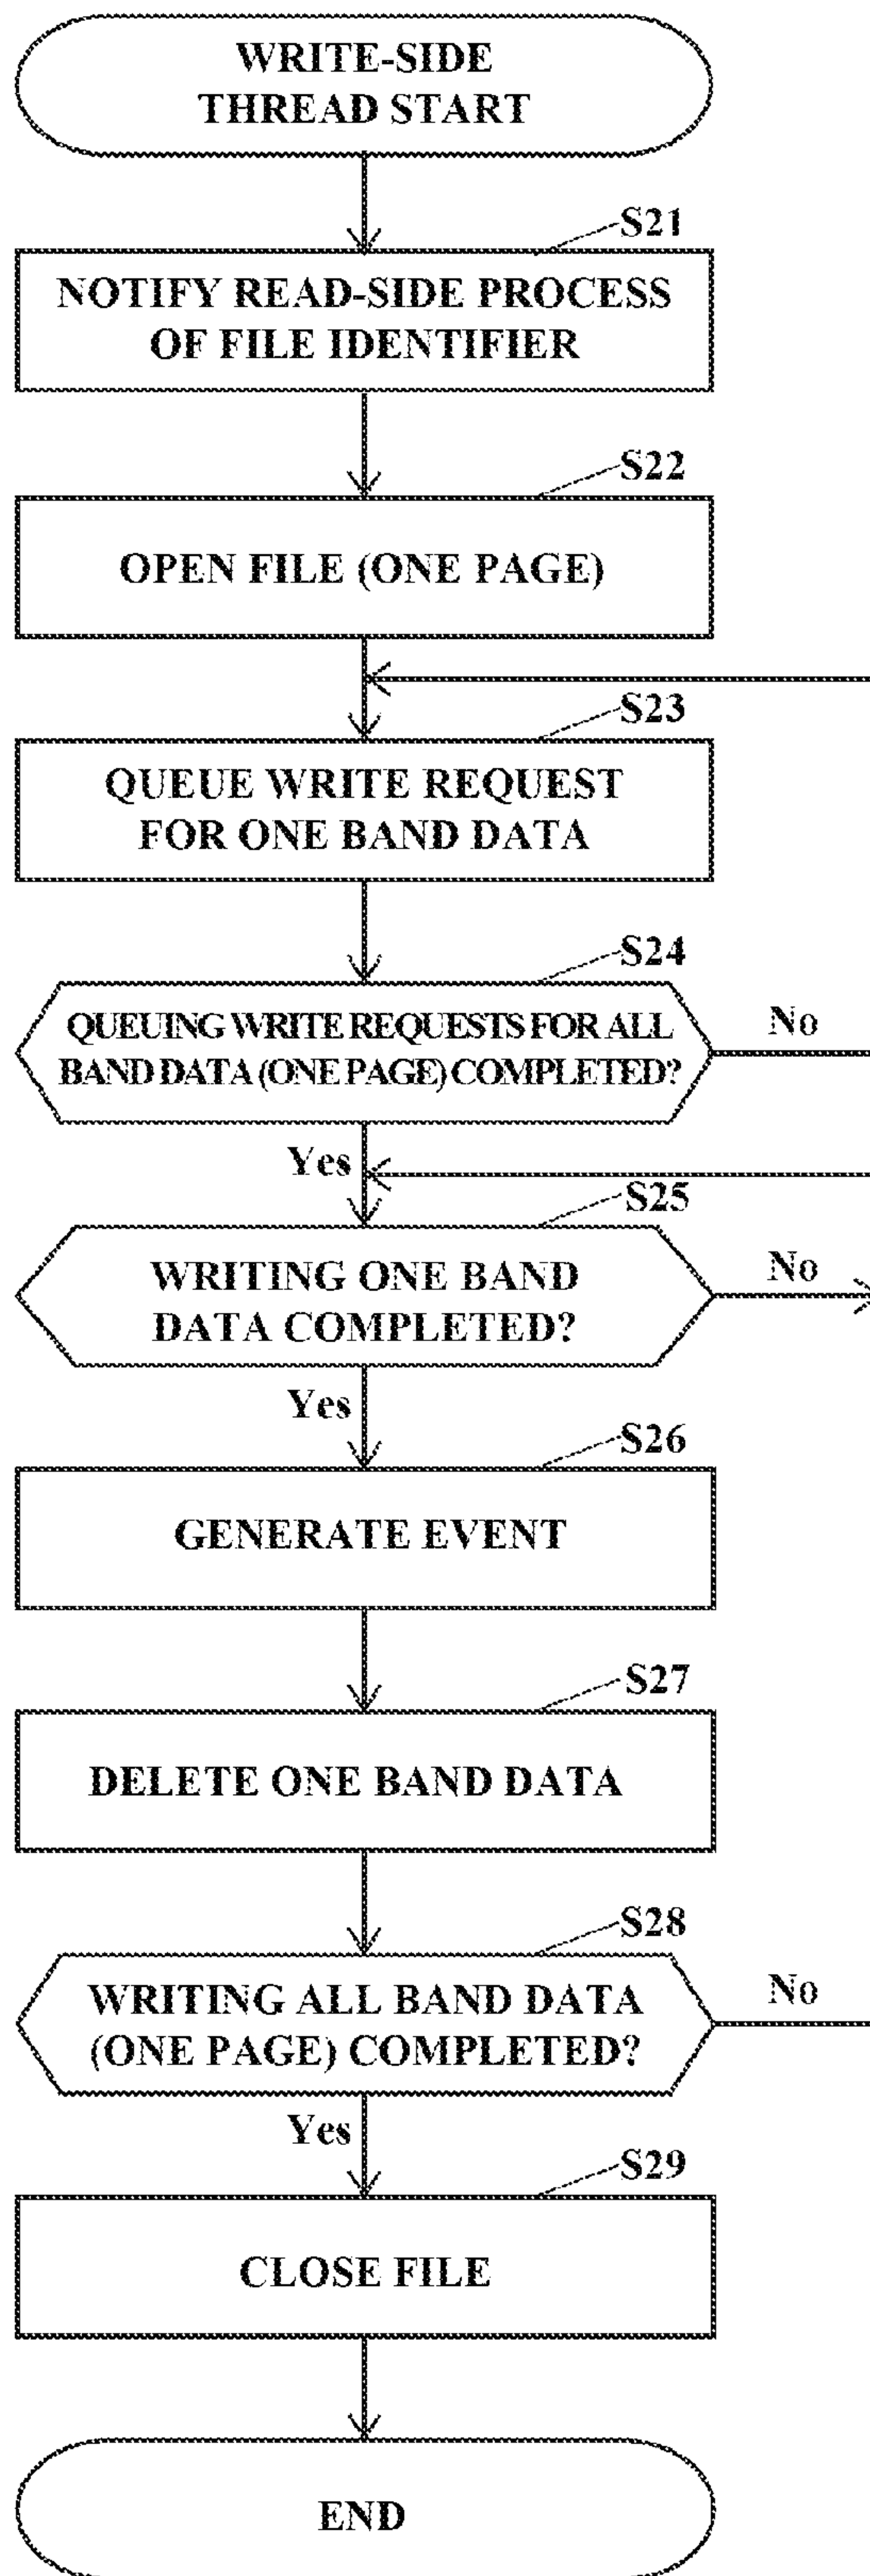 WRITE-SIDE
THREAD START
S21
NOTIFY READ-SIDE PROCESS
OF FILE IDENTIFIER
S22
OPEN FILE (ONE PAGE)
S23
QUEUE WRITE REQUEST
FOR ONE BAND DATA
S24
QUEUING WRITE REQUESTS FOR ALL
BAND DATA (ONE PAGE) COMPLETED?
No
Yes
S25
WRITING ONE BAND
DATA COMPLETED?
No
Yes
S26
GENERATE EVENT
S27
DELETE ONE BAND DATA
S28
WRITING ALL BAND DATA
(ONE PAGE) COMPLETED?
No
Yes
S29
CLOSE FILE
END